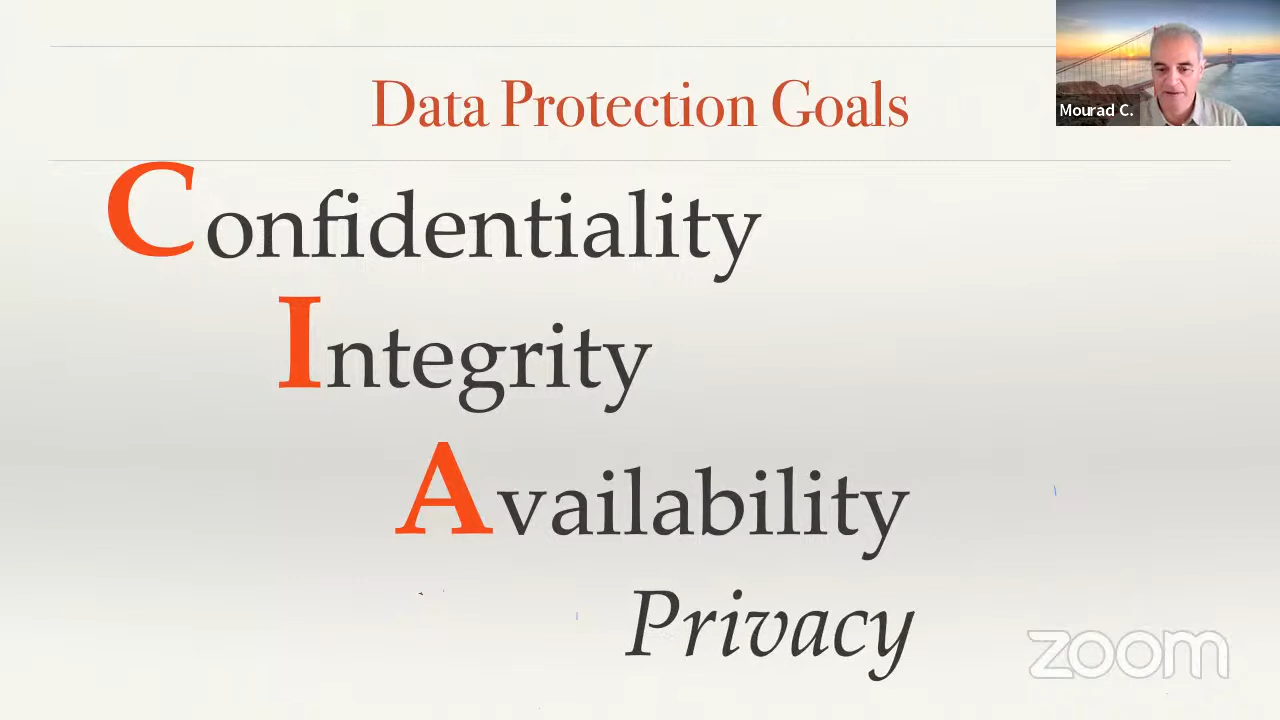 Data Protection Goals
Mourad C.
Confidentiality
Integrity
Availability
Privacy
zoom